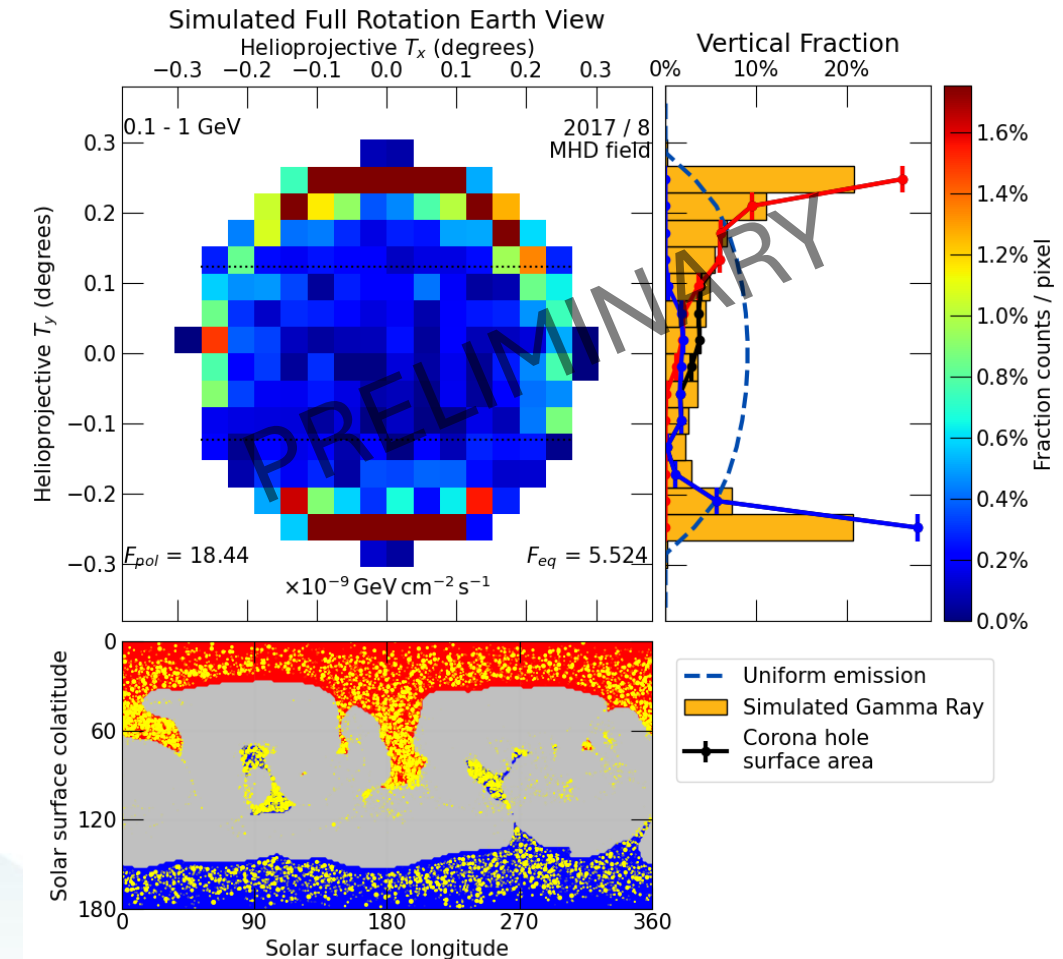 Simulated Full Rotation Earth View
Helioprojective Tₓ (degrees)
−0.3 −0.2 −0.1 0.0 0.1 0.2 0.3
Vertical Fraction
0% 10% 20%
0.1 - 1 GeV
2017 / 8
MHD field
0.3
0.2
0.1
0.0
−0.1
−0.2
−0.3
Helioprojective Tᵧ (degrees)
PRELIMINARY
F_pol = 18.44
F_eq = 5.524
×10⁻⁹ GeV cm⁻² s⁻¹
1.6%
1.4%
1.2%
1.0%
0.8%
0.6%
0.4%
0.2%
0.0%
Fraction counts / pixel
0
60
120
180
Solar surface colatitude
0 90 180 270 360
Solar surface longitude
Uniform emission
Simulated Gamma Ray
Corona hole
surface area